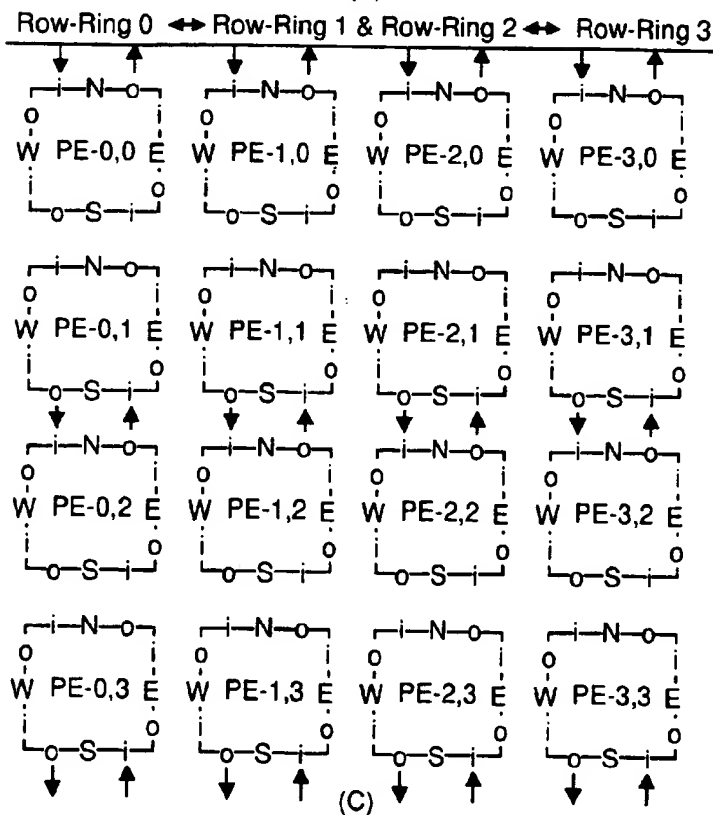 Row-Ring 0 ↔ Row-Ring 1 & Row-Ring 2 ↔ Row-Ring 3
i N o i N o i N o i N o
o i o i o i o i
W PE-0,0 E W PE-1,0 E W PE-2,0 E W PE-3,0 E
i o i o i o i o
o S i o S i o S i o S i
i N o i N o i N o i N o
o i o i o i o i
W PE-0,1 E W PE-1,1 E W PE-2,1 E W PE-3,1 E
i o i o i o i o
o S i o S i o S i o S i
i N o i N o i N o i N o
o i o i o i o i
W PE-0,2 E W PE-1,2 E W PE-2,2 E W PE-3,2 E
i o i o i o i o
o S i o S i o S i o S i
i N o i N o i N o i N o
o i o i o i o i
W PE-0,3 E W PE-1,3 E W PE-2,3 E W PE-3,3 E
i o i o i o i o
o S i o S i o S i o S i
(C)